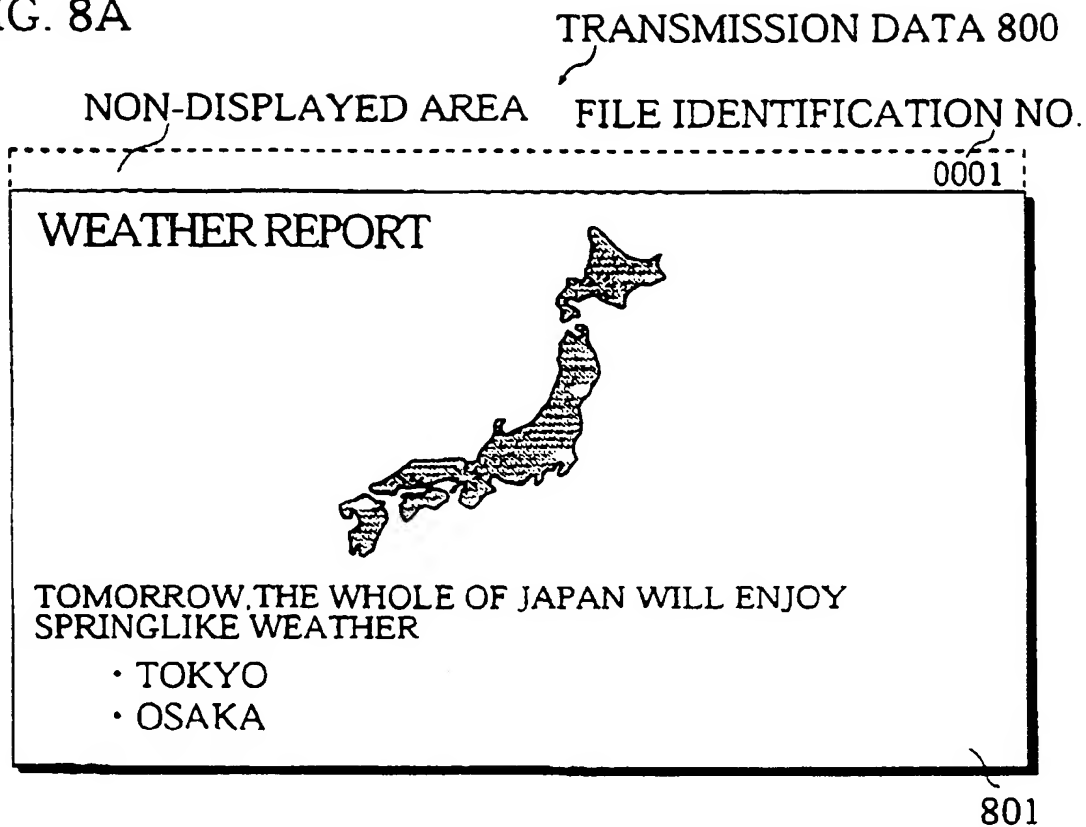 G. 8A
TRANSMISSION DATA 800
NON-DISPLAYED AREA
FILE IDENTIFICATION NO.
0001
WEATHER REPORT
TOMORROW,THE WHOLE OF JAPAN WILL ENJOY
SPRINGLIKE WEATHER
・TOKYO
・OSAKA
801